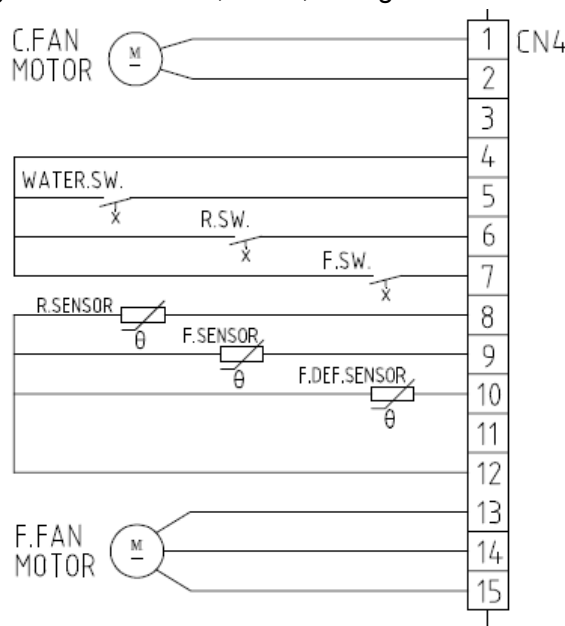 C.FAN
MOTOR
M
1
CN4
2
3
4
WATER.SW.
5
R.SW.
6
F.SW.
7
R.SENSOR
θ
8
F.SENSOR
θ
9
F.DEF.SENSOR
θ
10
11
12
13
F.FAN
MOTOR
M
14
15